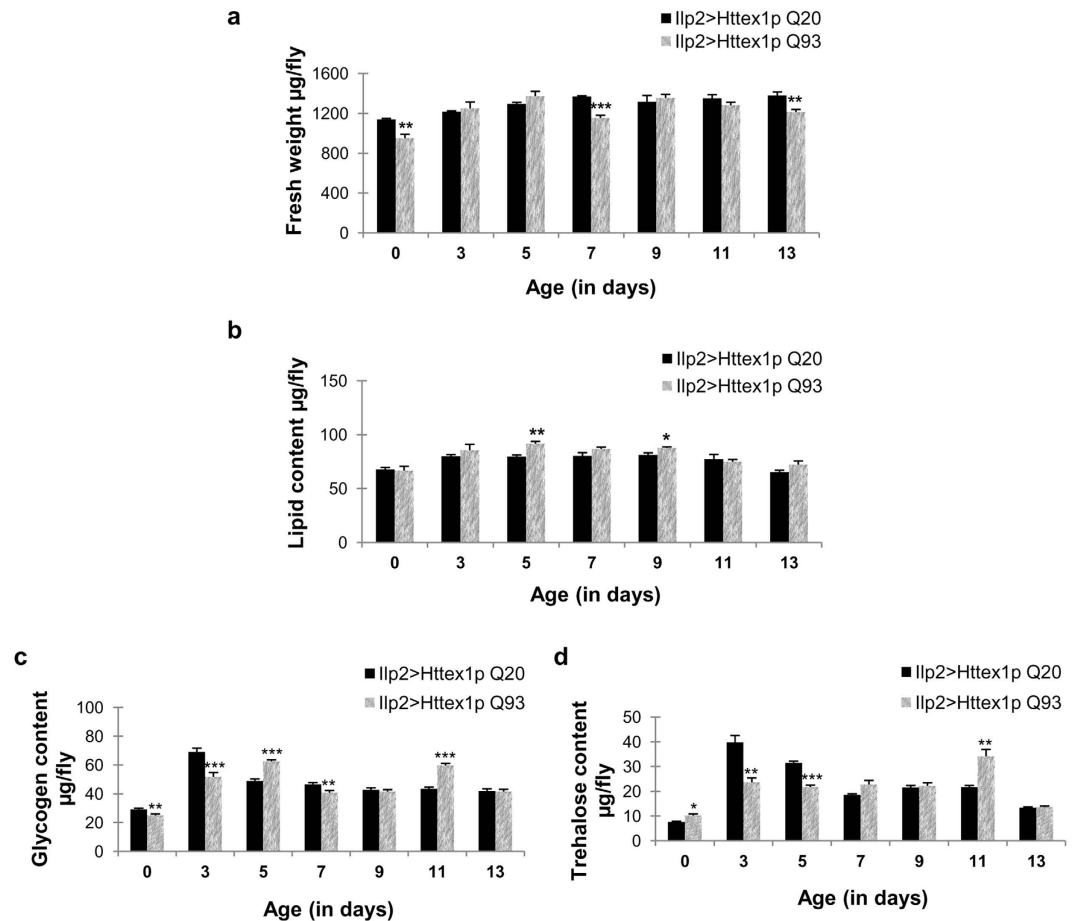 a
Ilp2>Httex1p Q20
Ilp2>Httex1p Q93
Fresh weight µg/fly
1600
1200
800
400
0
**
***
**
0 3 5 7 9 11 13
Age (in days)
b
Ilp2>Httex1p Q20
Ilp2>Httex1p Q93
Lipid content µg/fly
150
100
50
0
**
*
0 3 5 7 9 11 13
Age (in days)
c
Ilp2>Httex1p Q20
Ilp2>Httex1p Q93
Glycogen content
µg/fly
100
80
60
40
20
0
**
***
***
**
***
0 3 5 7 9 11 13
Age (in days)
d
Ilp2>Httex1p Q20
Ilp2>Httex1p Q93
Trehalose content
µg/fly
50
40
30
20
10
0
*
**
***
**
0 3 5 7 9 11 13
Age (in days)